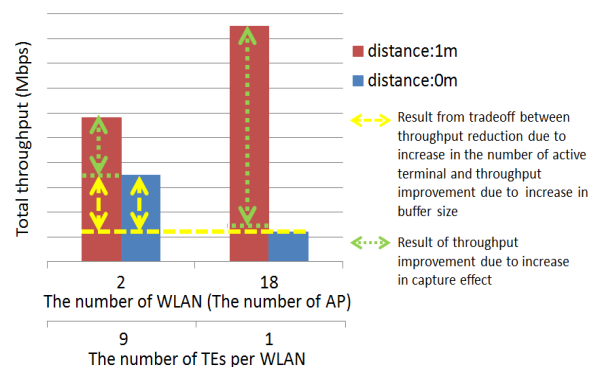 Total throughput (Mbps)
distance:1m
distance:0m
Result from tradeoff between
throughput reduction due to
increase in the number of active
terminal and throughput
improvement due to increase in
buffer size
Result of throughput
improvement due to increase
in capture effect
2 18
The number of WLAN (The number of AP)
9 1
The number of TEs per WLAN